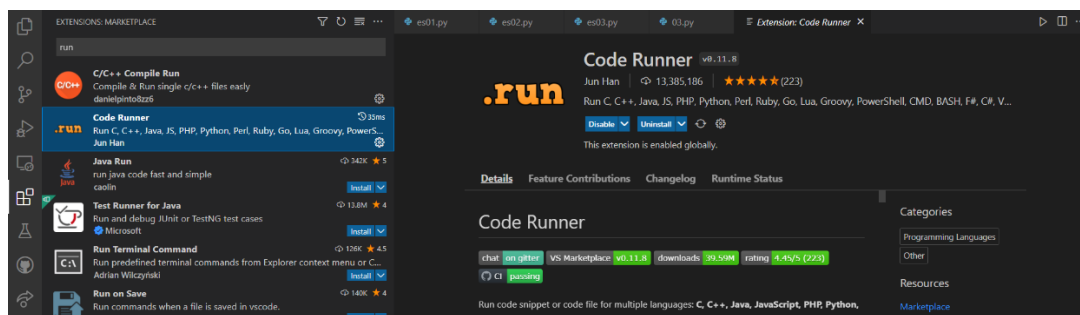 EXTENSIONS: MARKETPLACE
run
C/C++
C/C++ Compile Run
Compile & Run single c/c++ files easly
danielpinto8zz6
.run
Code Runner
35ms
Run C, C++, Java, JS, PHP, Python, Perl, Ruby, Go, Lua, Groovy, PowerS...
Jun Han
Java
Java Run
342K 5
run java code fast and simple
caolin
Install
Test Runner for Java
13.8M 4
Run and debug JUnit or TestNG test cases
Microsoft
Install
C:\
Run Terminal Command
126K 4.5
Run predefined terminal commands from Explorer context menu or C...
Adrian Wilczyński
Install
Run on Save
140K 4
Run commands when a file is saved in vscode.
es01.py es02.py es03.py 03.py Extension: Code Runner
.run
Code Runner v0.11.8
Jun Han 13,385,186 (223)
Run C, C++, Java, JS, PHP, Python, Perl, Ruby, Go, Lua, Groovy, PowerShell, CMD, BASH, F#, C#, V...
Disable Uninstall
This extension is enabled globally.
Details Feature Contributions Changelog Runtime Status
Code Runner
chat on gitter VS Marketplace v0.11.8 downloads 39.59M rating 4.45/5 (223)
CI passing
Run code snippet or code file for multiple languages: C, C++, Java, JavaScript, PHP, Python,
Categories
Programming Languages
Other
Resources
Marketplace